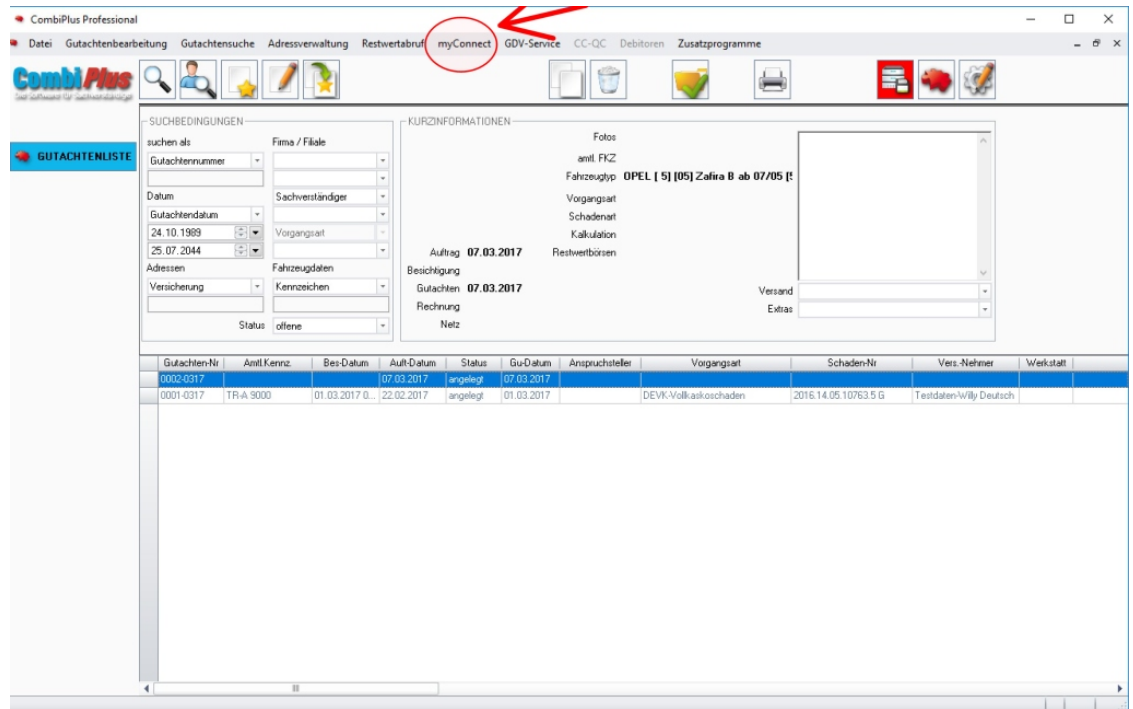 CombiPlus Professional
Datei Gutachtenbearbeitung Gutachtensuche Adressverwaltung Restwertabruf myConnect GDV-Service CC-QC Debitoren Zusatzprogramme
CombiPlus
GUTACHTENLISTE
SUCHBEDINGUNGEN
suchen als Firma / Filiale
Gutachtennummer
Datum Sachverständiger
Gutachtendatum
24.10.1989 Vorgangsart
25.07.2044
Adressen Fahrzeugdaten
Versicherung Kennzeichen
Status offene
KURZINFORMATIONEN
Fotos
amtl. FKZ
Fahrzeugtyp OPEL [ 5] [05] Zafira B ab 07/05 [5
Vorgangsart
Schadenart
Kalkulation
Auftrag 07.03.2017 Restwertbörsen
Besichtigung
Gutachten 07.03.2017 Versand
Rechnung Extras
Netz
Gutachten-Nr Amtl.Kennz. Bes-Datum Auft-Datum Status Gu-Datum Anspruchsteller Vorgangsart Schaden-Nr Vers.-Nehmer Werkstatt
0002-0317 07.03.2017 angelegt 07.03.2017
0001-0317 TR-A 9000 01.03.2017 0... 22.02.2017 angelegt 01.03.2017 DEVK-Vollkaskoschaden 2016.14.05.10763.5 G Testdaten-Willy Deutsch